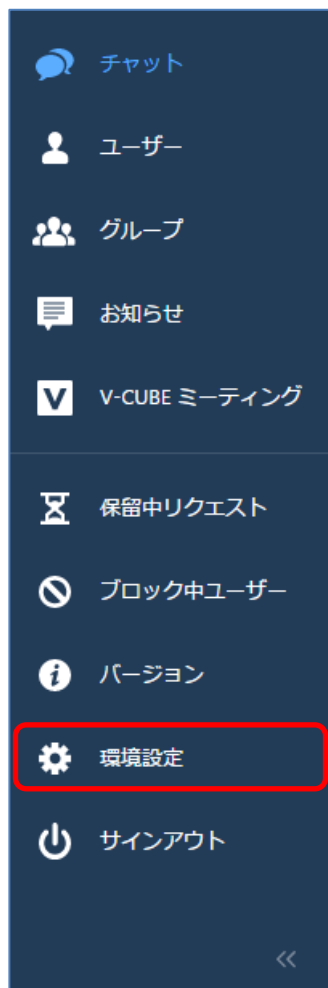 チャット
ユーザー
グループ
お知らせ
V V-CUBE ミーティング
保留中リクエスト
ブロック中ユーザー
i バージョン
環境設定
サインアウト